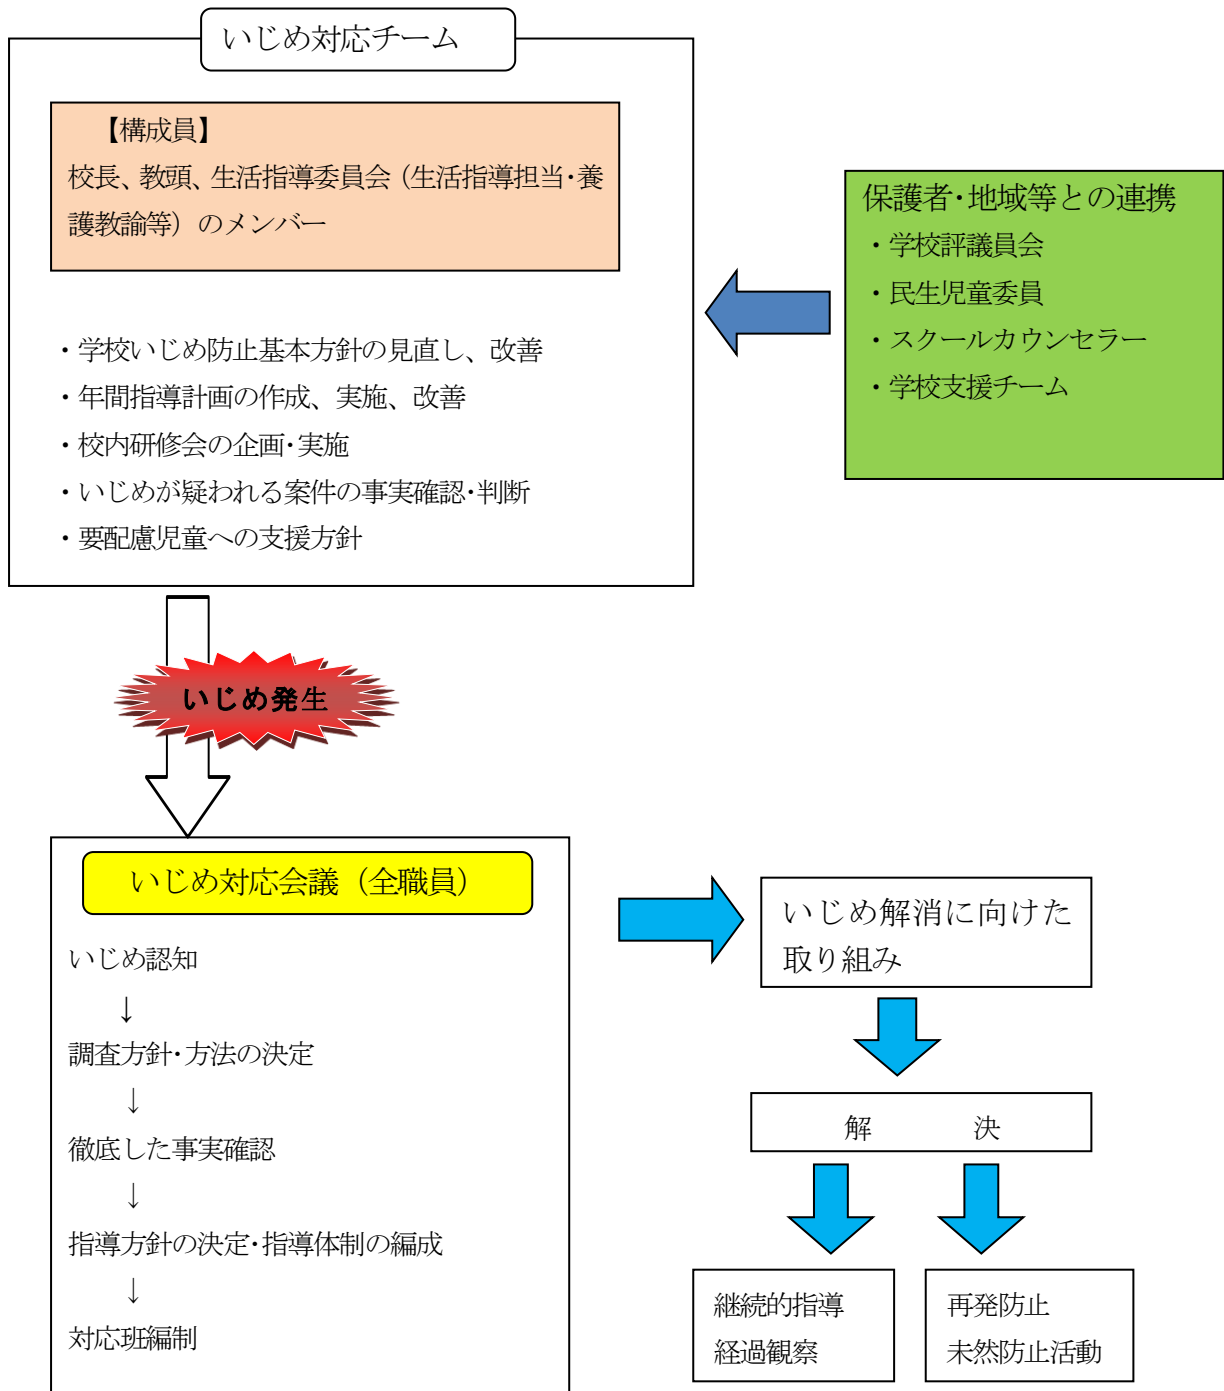 いじめ対応チーム
【構成員】
校長、教頭、生活指導委員会（生活指導担当・養
護教諭等）のメンバー
・学校いじめ防止基本方針の見直し、改善
・年間指導計画の作成、実施、改善
・校内研修会の企画・実施
・いじめが疑われる案件の事実確認・判断
・要配慮児童への支援方針
保護者・地域等との連携
・学校評議員会
・民生児童委員
・スクールカウンセラー
・学校支援チーム
いじめ発生
いじめ対応会議（全職員）
いじめ認知
↓
調査方針・方法の決定
↓
徹底した事実確認
↓
指導方針の決定・指導体制の編成
↓
対応班編制
いじめ解消に向けた
取り組み
解　　　決
継続的指導
経過観察
再発防止
未然防止活動